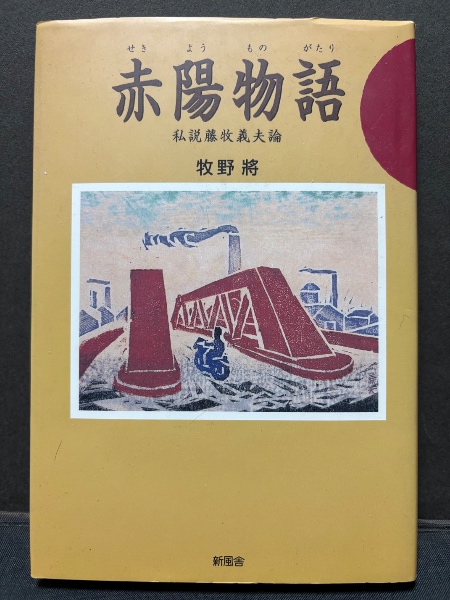 せき よう もの がたり
赤陽物語
私説藤牧義夫論
牧野 將
新風舎